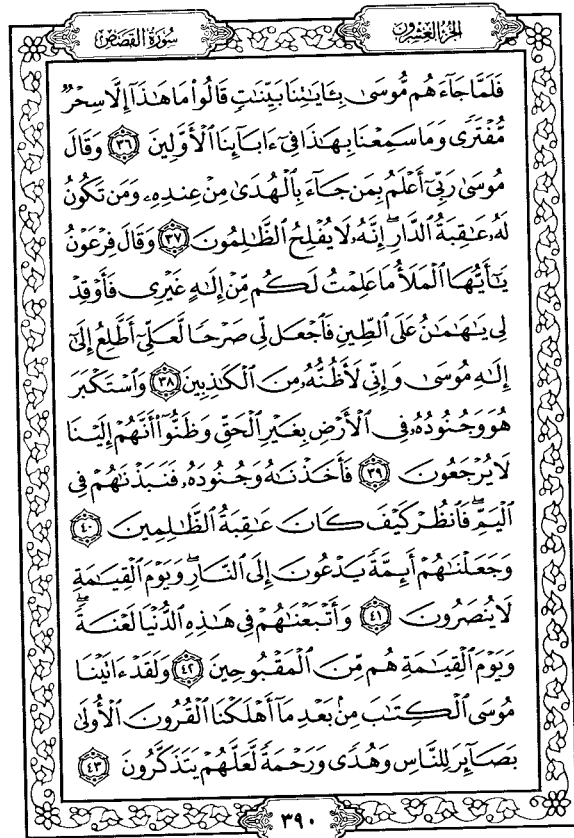 سورة القصص
الجزء العشرون
فَلَمَّا جَآءَهُم مُّوسَىٰ بِـَٔايَٰتِنَا بَيِّنَٰتٍ قَالُوا۟ مَا هَٰذَآ إِلَّا سِحْرٌ
مُّفْتَرًى وَمَا سَمِعْنَا بِهَٰذَا فِىٓ ءَابَآئِنَا ٱلْأَوَّلِينَ ٣٦ وَقَالَ
مُوسَىٰ رَبِّىٓ أَعْلَمُ بِمَن جَآءَ بِٱلْهُدَىٰ مِنْ عِندِهِۦ وَمَن تَكُونُ
لَهُۥ عَٰقِبَةُ ٱلدَّارِ ۖ إِنَّهُۥ لَا يُفْلِحُ ٱلظَّٰلِمُونَ ٣٧ وَقَالَ فِرْعَوْنُ
يَٰٓأَيُّهَا ٱلْمَلَأُ مَا عَلِمْتُ لَكُم مِّنْ إِلَٰهٍ غَيْرِى فَأَوْقِدْ
لِى يَٰهَٰمَٰنُ عَلَى ٱلطِّينِ فَٱجْعَل لِّى صَرْحًا لَّعَلِّىٓ أَطَّلِعُ إِلَىٰٓ
إِلَٰهِ مُوسَىٰ وَإِنِّى لَأَظُنُّهُۥ مِنَ ٱلْكَٰذِبِينَ ٣٨ وَٱسْتَكْبَرَ
هُوَ وَجُنُودُهُۥ فِى ٱلْأَرْضِ بِغَيْرِ ٱلْحَقِّ وَظَنُّوٓا۟ أَنَّهُمْ إِلَيْنَا
لَا يُرْجَعُونَ ٣٩ فَأَخَذْنَٰهُ وَجُنُودَهُۥ فَنَبَذْنَٰهُمْ فِى
ٱلْيَمِّ ۖ فَٱنظُرْ كَيْفَ كَانَ عَٰقِبَةُ ٱلظَّٰلِمِينَ ٤٠
وَجَعَلْنَٰهُمْ أَئِمَّةً يَدْعُونَ إِلَى ٱلنَّارِ ۖ وَيَوْمَ ٱلْقِيَٰمَةِ
لَا يُنصَرُونَ ٤١ وَأَتْبَعْنَٰهُمْ فِى هَٰذِهِ ٱلدُّنْيَا لَعْنَةً ۖ
وَيَوْمَ ٱلْقِيَٰمَةِ هُم مِّنَ ٱلْمَقْبُوحِينَ ٤٢ وَلَقَدْ ءَاتَيْنَا
مُوسَى ٱلْكِتَٰبَ مِنۢ بَعْدِ مَآ أَهْلَكْنَا ٱلْقُرُونَ ٱلْأُولَىٰ
بَصَآئِرَ لِلنَّاسِ وَهُدًى وَرَحْمَةً لَّعَلَّهُمْ يَتَذَكَّرُونَ ٤٣
٣٩٠